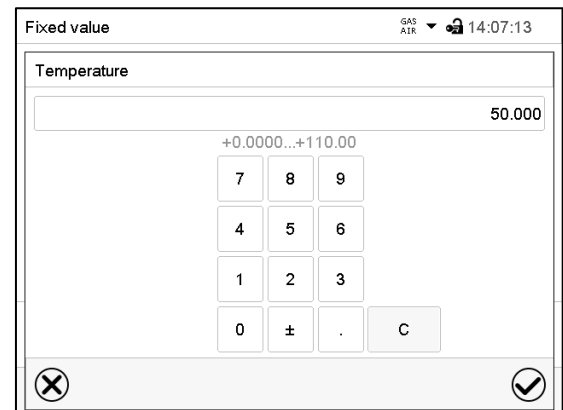 Fixed value GAS AIR 14:07:13
Temperature
50.000
+0.0000...+110.00
7 8 9
4 5 6
1 2 3
0 ± . C